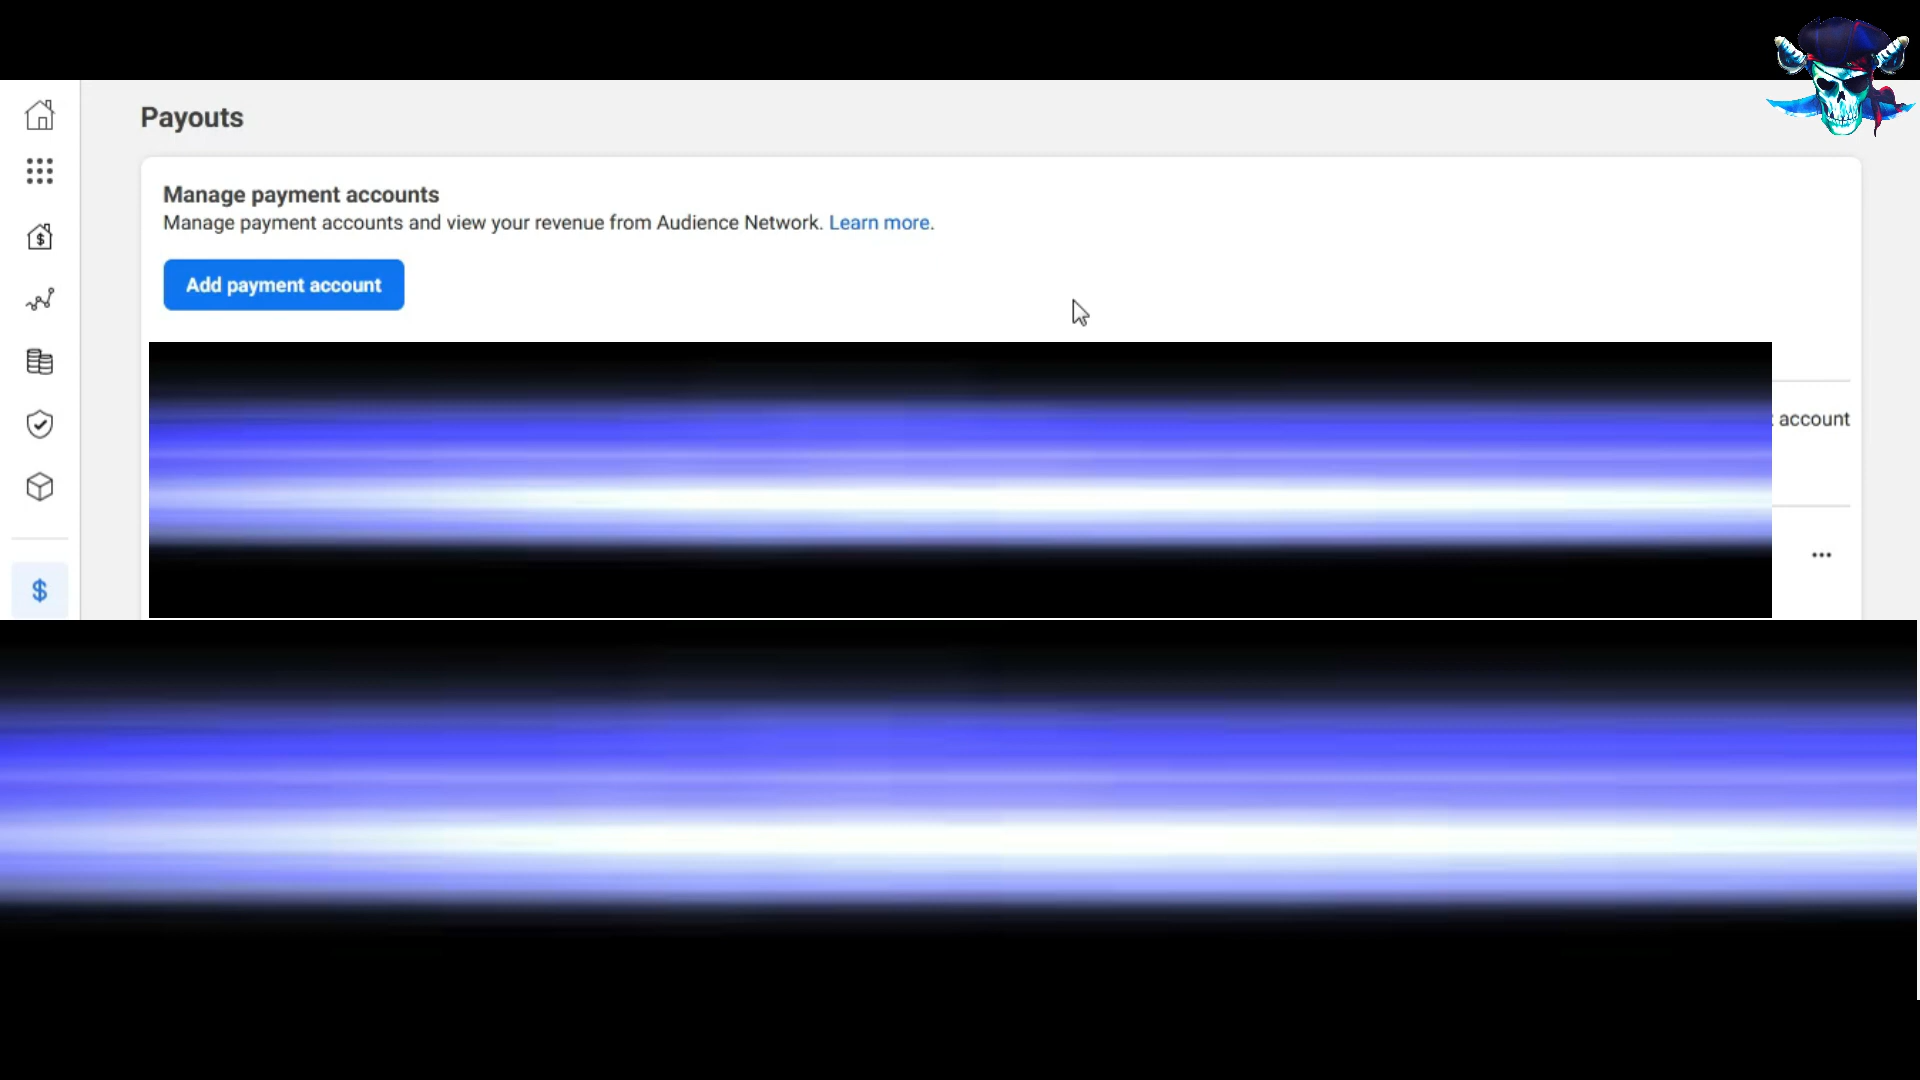 Payouts
Manage payment accounts
Manage payment accounts and view your revenue from Audience Network. Learn more.
Add payment account
account